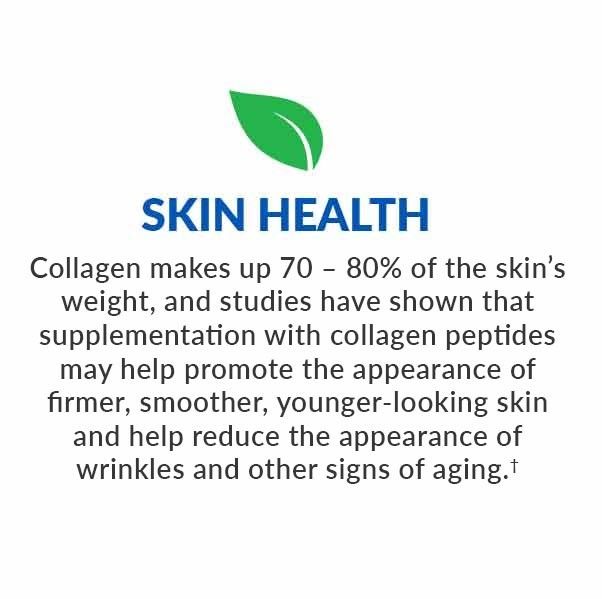 SKIN HEALTH
Collagen makes up 70 – 80% of the skin’s
weight, and studies have shown that
supplementation with collagen peptides
may help promote the appearance of
firmer, smoother, younger-looking skin
and help reduce the appearance of
wrinkles and other signs of aging.†